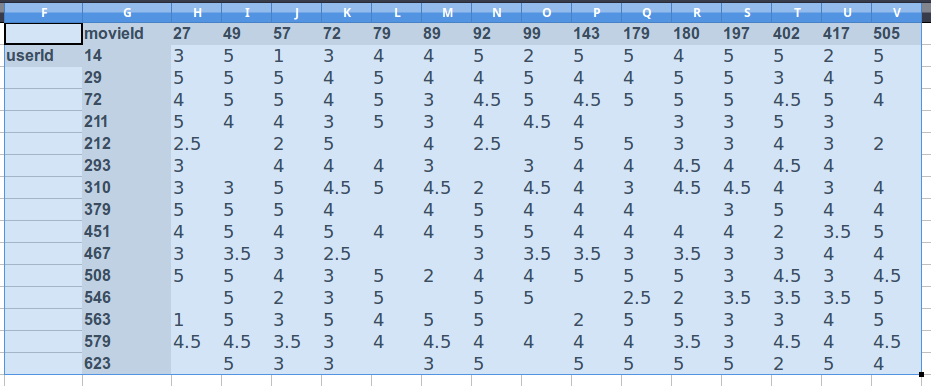 F G H I J K L M N O P Q R S T U V
movieId 27 49 57 72 79 89 92 99 143 179 180 197 402 417 505
userId 14 3 5 1 3 4 4 5 2 5 5 4 5 5 2 5
29 5 5 5 4 5 4 4 5 4 4 5 5 3 4 5
72 4 5 5 4 5 3 4.5 5 4.5 5 5 5 4.5 5 4
211 5 4 4 3 5 3 4 4.5 4 3 3 5 3
212 2.5 2 5 4 2.5 5 5 3 3 4 3 2
293 3 4 4 4 3 3 4 4 4.5 4 4.5 4
310 3 3 5 4.5 5 4.5 2 4.5 4 3 4.5 4.5 4 3 4
379 5 5 5 4 4 5 4 4 4 3 5 4 4
451 4 5 4 5 4 4 5 5 4 4 4 4 2 3.5 5
467 3 3.5 3 2.5 3 3.5 3.5 3 3.5 3 3 4 4
508 5 5 4 3 5 2 4 4 5 5 5 3 4.5 3 4.5
546 5 2 3 5 5 5 2.5 2 3.5 3.5 3.5 5
563 1 5 3 5 4 5 5 2 5 5 3 3 4 5
579 4.5 4.5 3.5 3 4 4.5 4 4 4 4 3.5 3 4.5 4 4.5
623 5 3 3 3 5 5 5 5 5 2 5 4